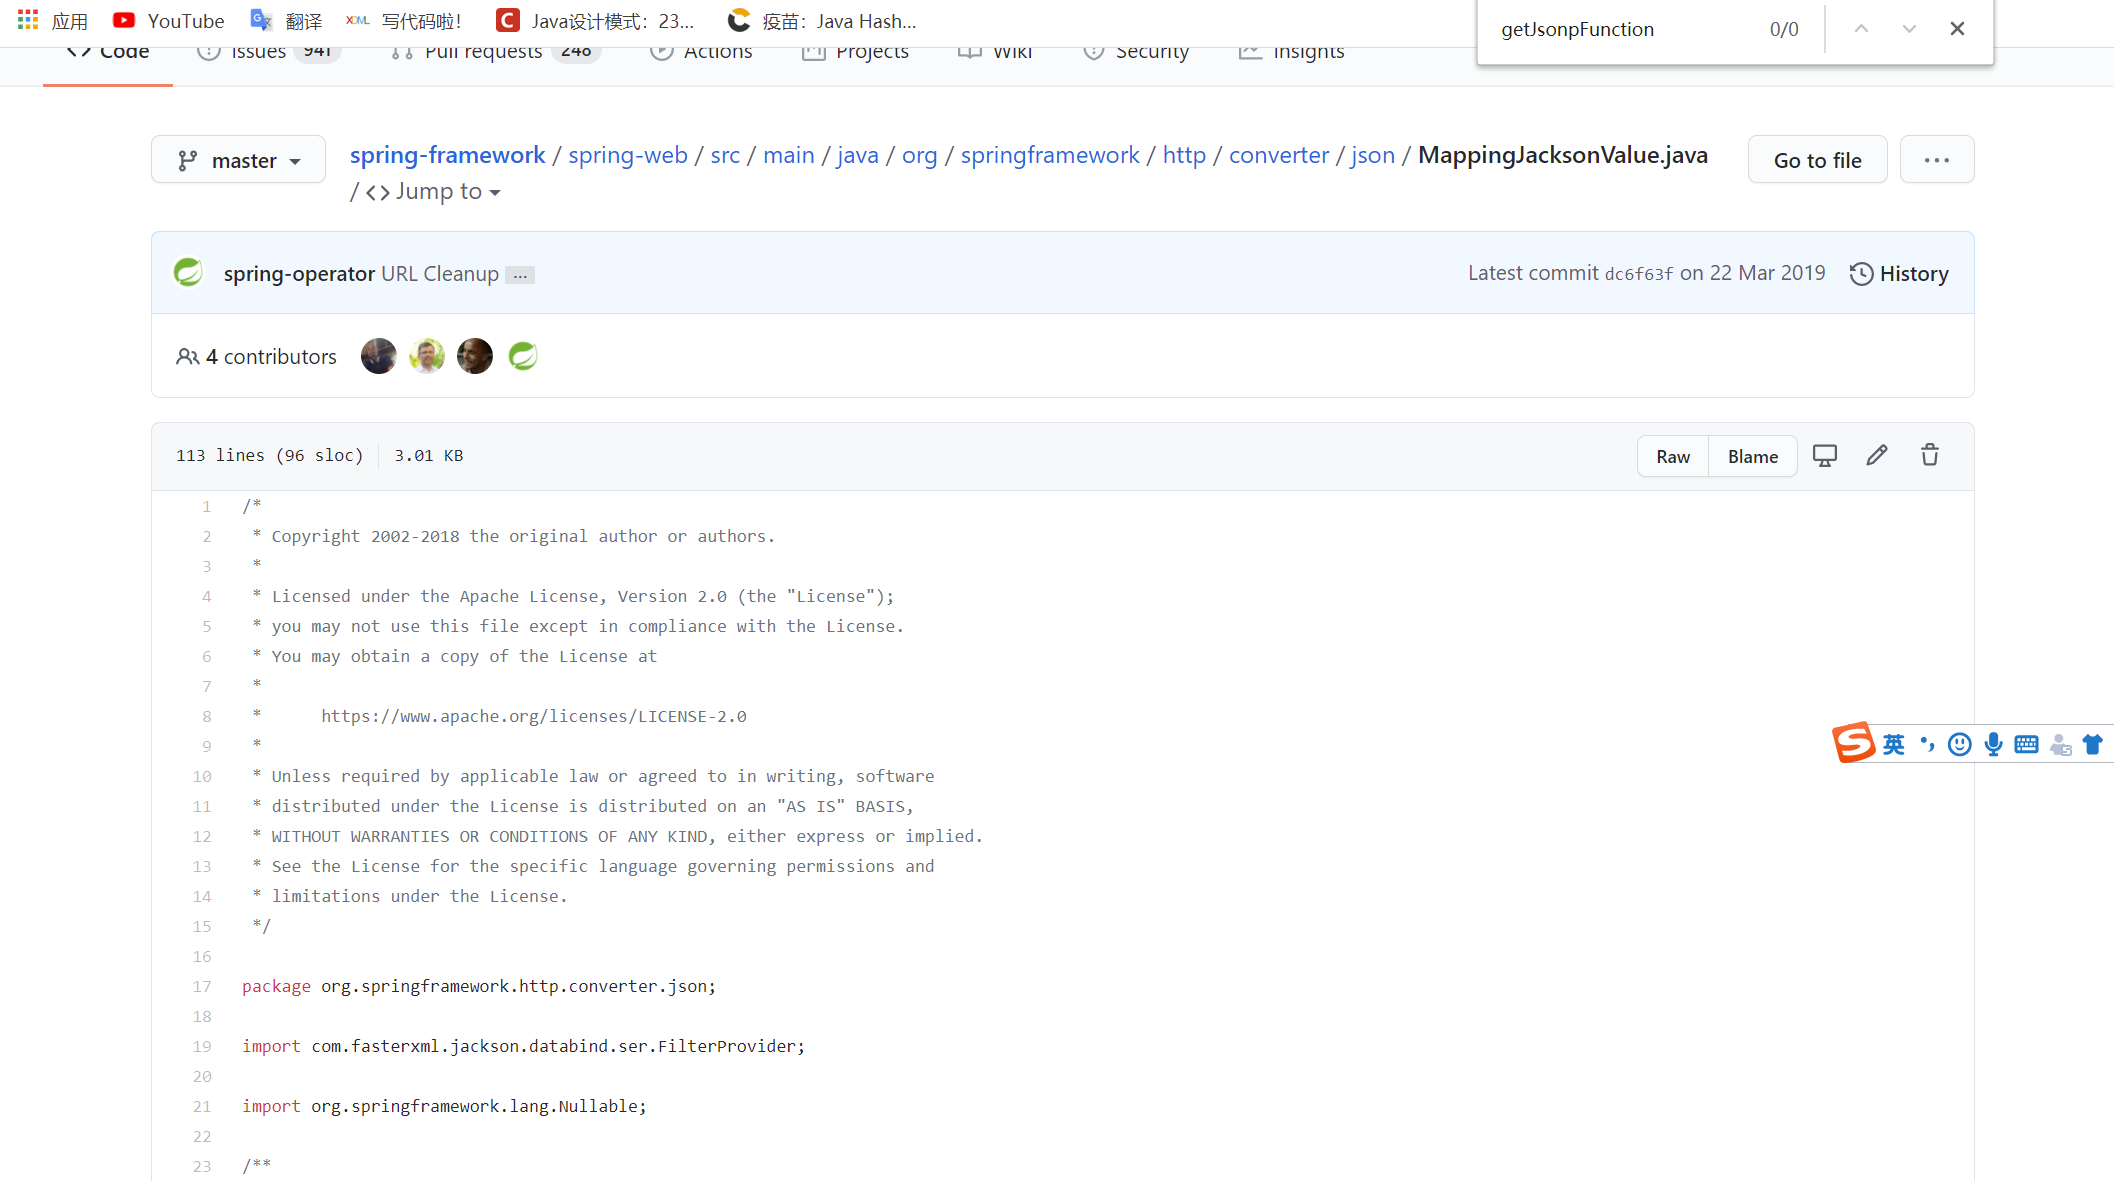 应用 YouTube 翻译 XOML 写代码啦! Java设计模式：23... 疫苗：Java Hash...
getJsonpFunction 0/0
Code Issues 941 Pull requests 248 Actions Projects Wiki Security Insights
master
spring-framework / spring-web / src / main / java / org / springframework / http / converter / json / MappingJacksonValue.java
/ <> Jump to
Go to file ...
spring-operator URL Cleanup ...
Latest commit dc6f63f on 22 Mar 2019 History
4 contributors
113 lines (96 sloc) 3.01 KB
Raw Blame
1 /*
2 * Copyright 2002-2018 the original author or authors.
3 *
4 * Licensed under the Apache License, Version 2.0 (the "License");
5 * you may not use this file except in compliance with the License.
6 * You may obtain a copy of the License at
7 *
8 * https://www.apache.org/licenses/LICENSE-2.0
9 *
10 * Unless required by applicable law or agreed to in writing, software
11 * distributed under the License is distributed on an "AS IS" BASIS,
12 * WITHOUT WARRANTIES OR CONDITIONS OF ANY KIND, either express or implied.
13 * See the License for the specific language governing permissions and
14 * limitations under the License.
15 */
16
17 package org.springframework.http.converter.json;
18
19 import com.fasterxml.jackson.databind.ser.FilterProvider;
20
21 import org.springframework.lang.Nullable;
22
23 /**
英